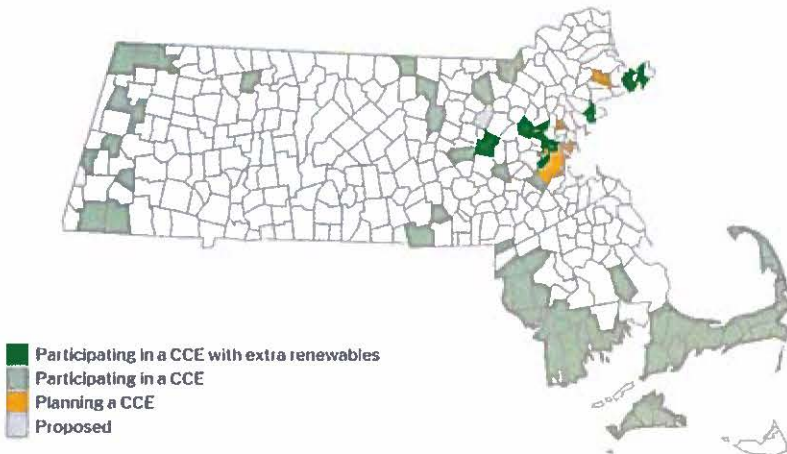 Participating in a CCE with extra renewables
Participating in a CCE
Planning a CCE
Proposed